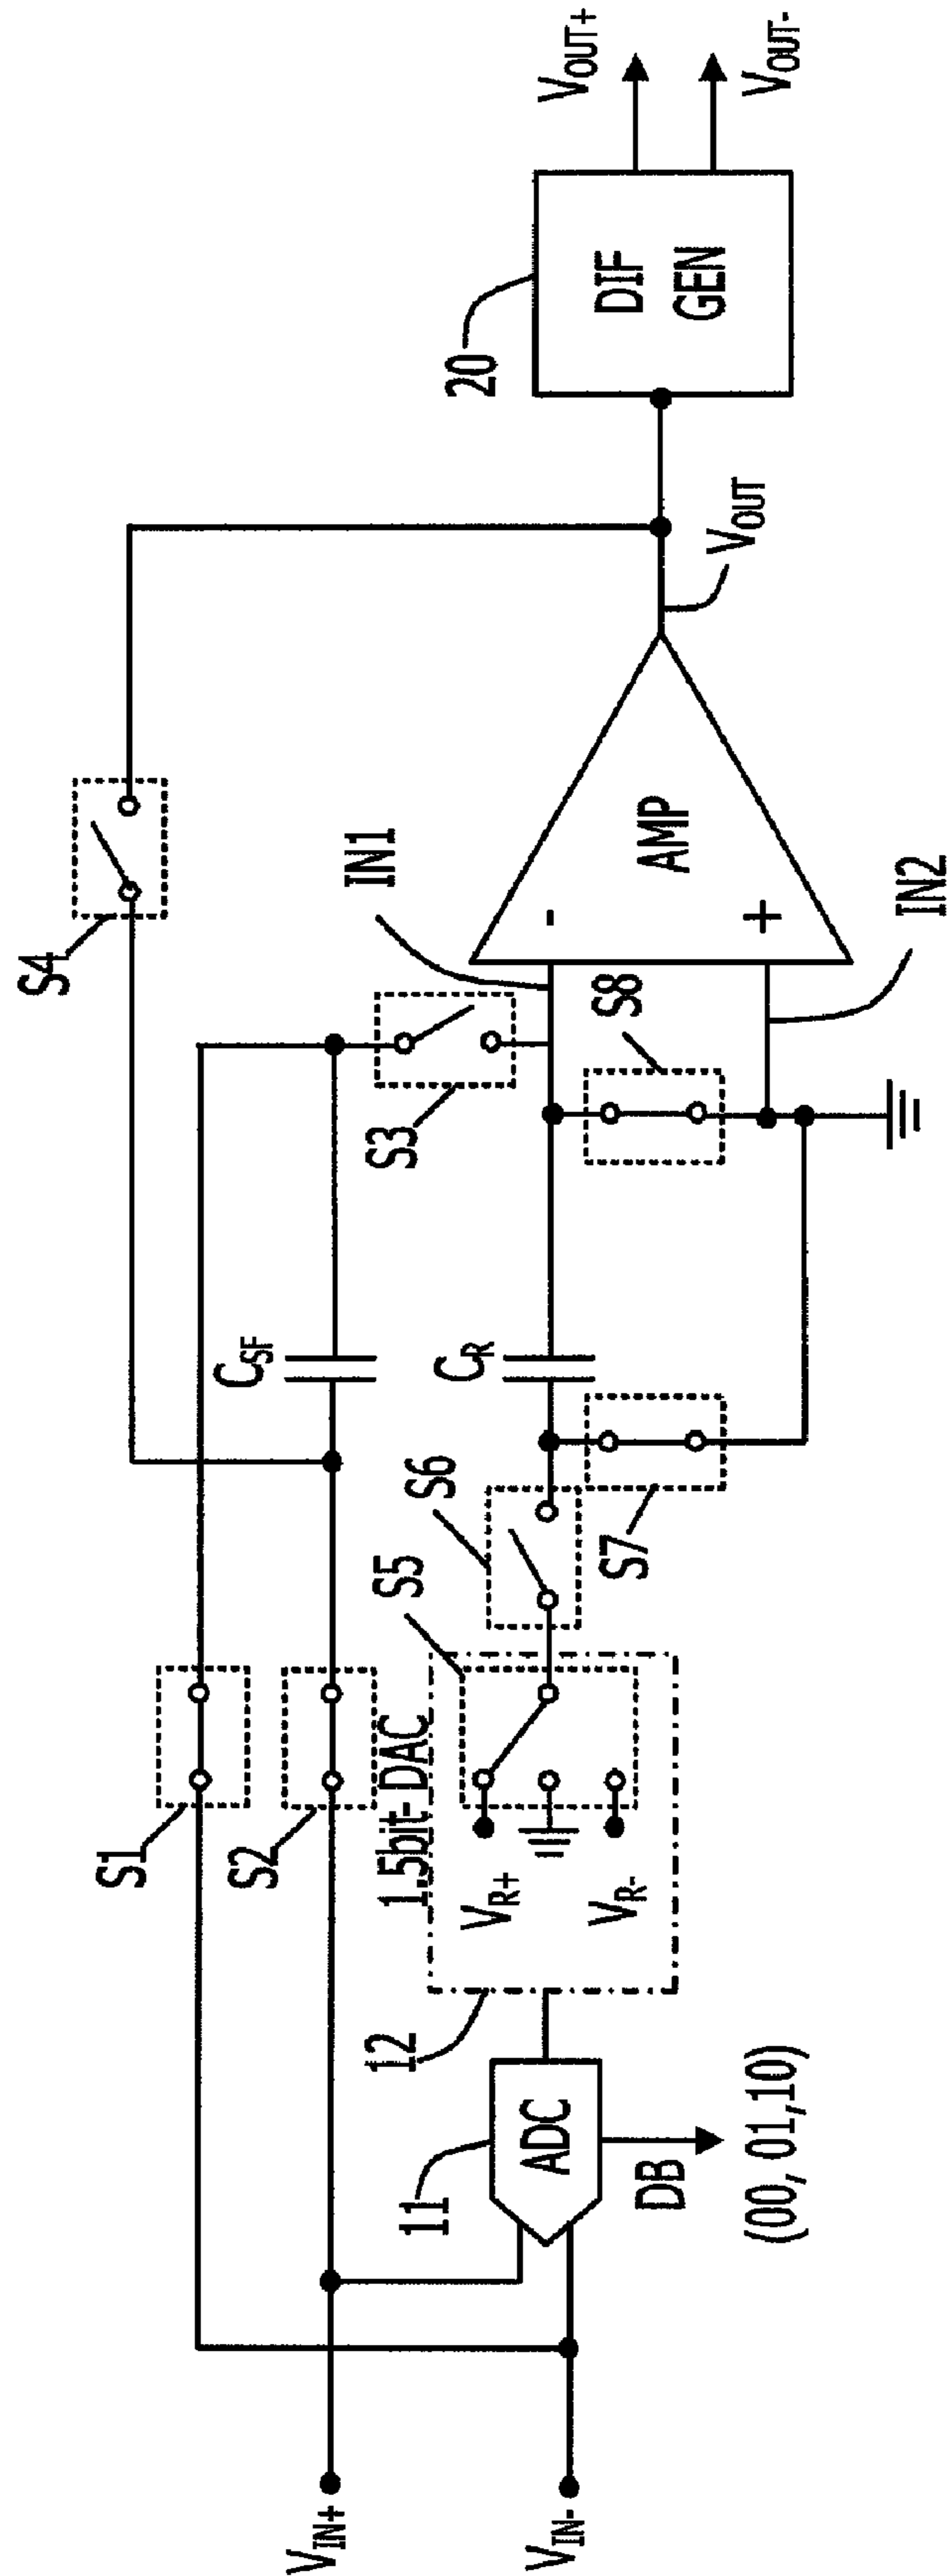 S4
IN1
S3
S8
AMP
-
+
IN2
V_OUT
20
DIF
GEN
V_OUT+
V_OUT-
S1
S2
C_SF
C_R
S5
S6
S7
1.5bit-DAC
V_R+
V_R-
12
11
ADC
DB
(00, 01,10)
V_IN+
V_IN-